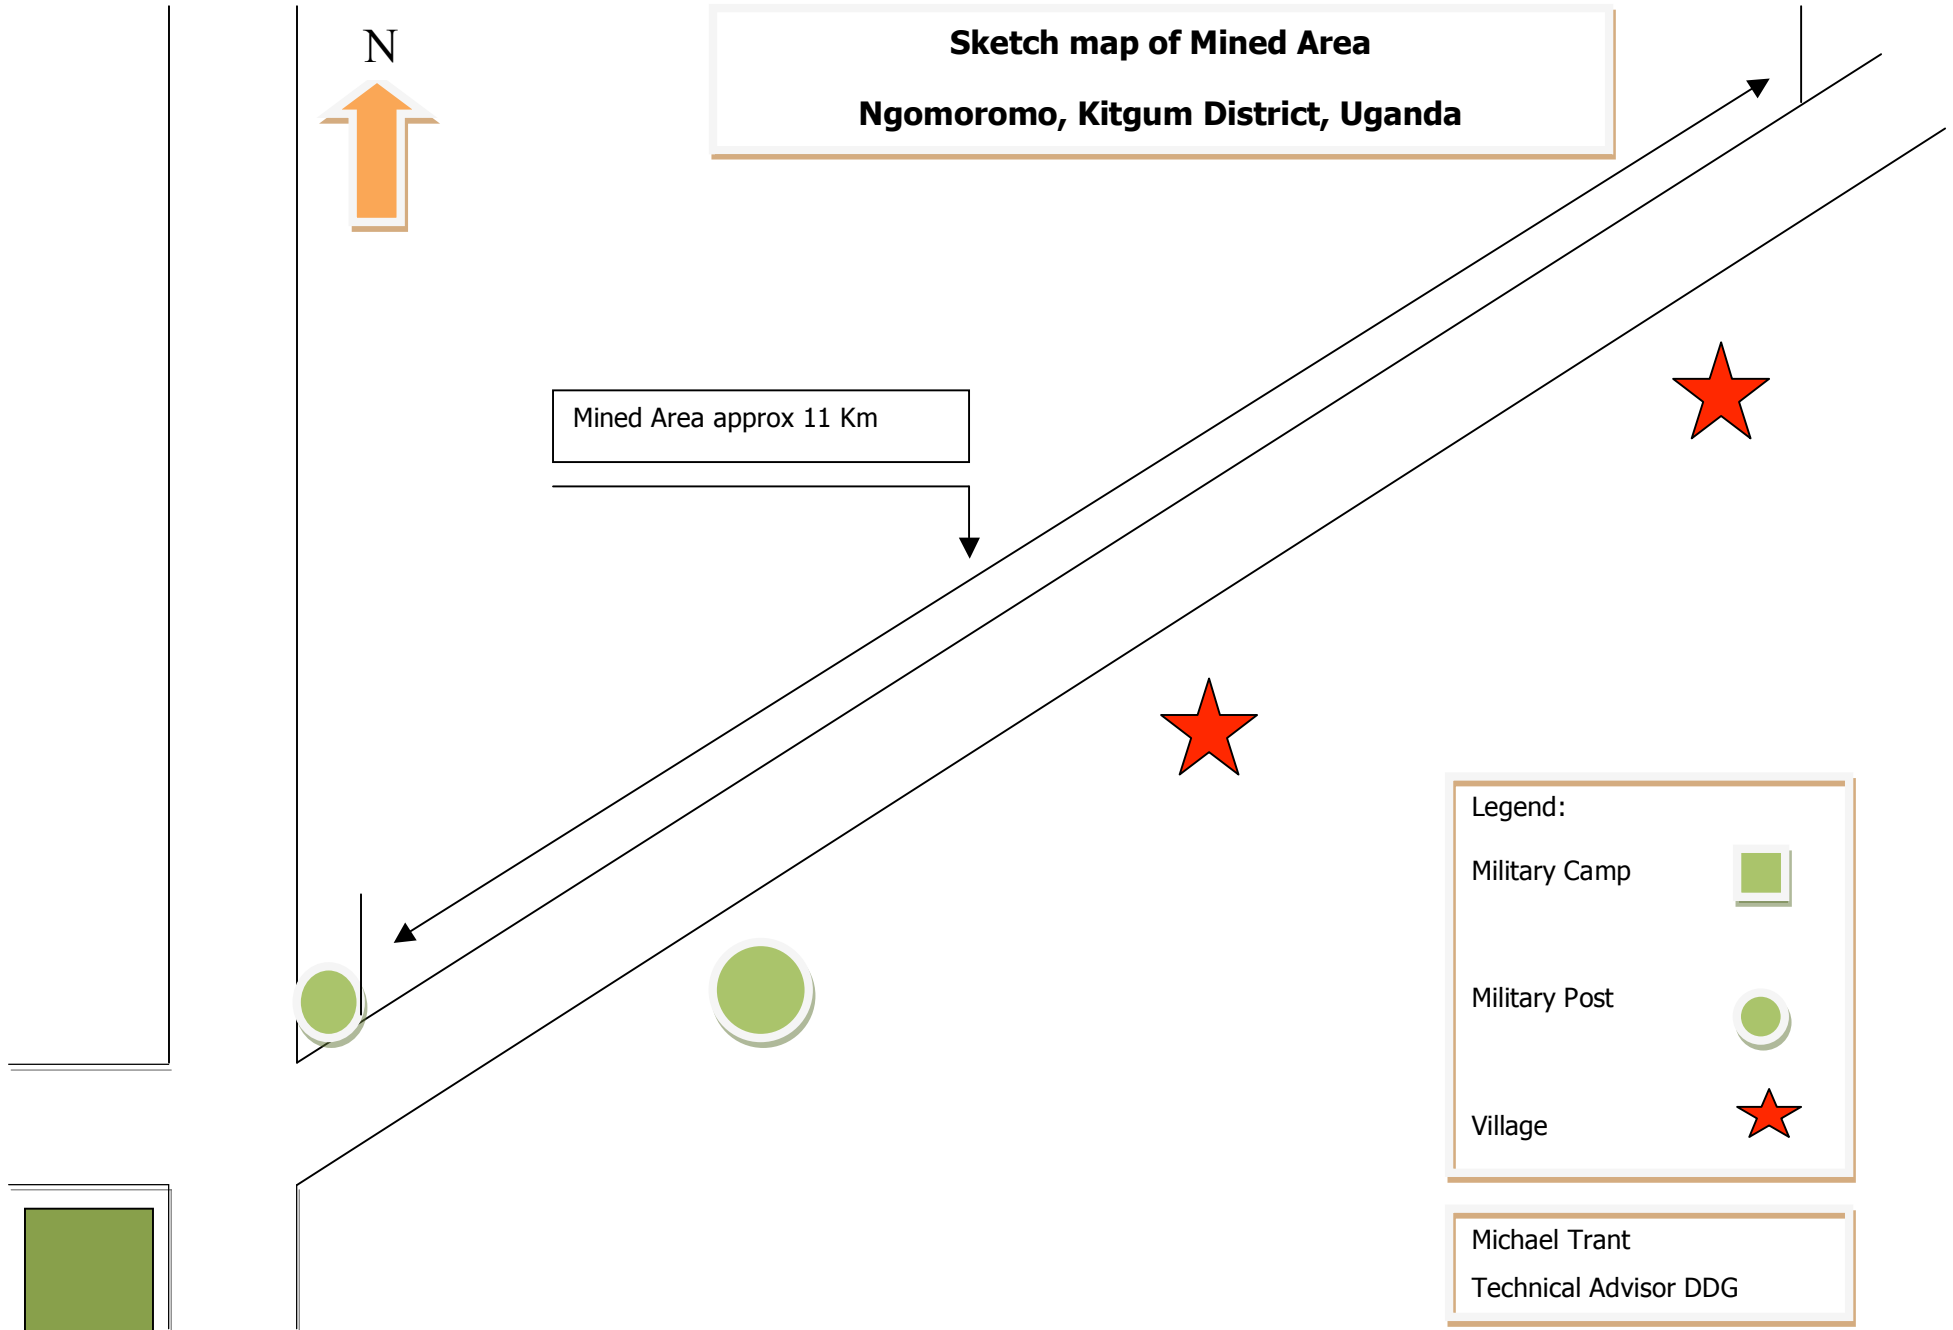 N
Sketch map of Mined Area
Ngomoromo, Kitgum District, Uganda
Mined Area approx 11 Km
Legend:
Military Camp
Military Post
Village
Michael Trant
Technical Advisor DDG